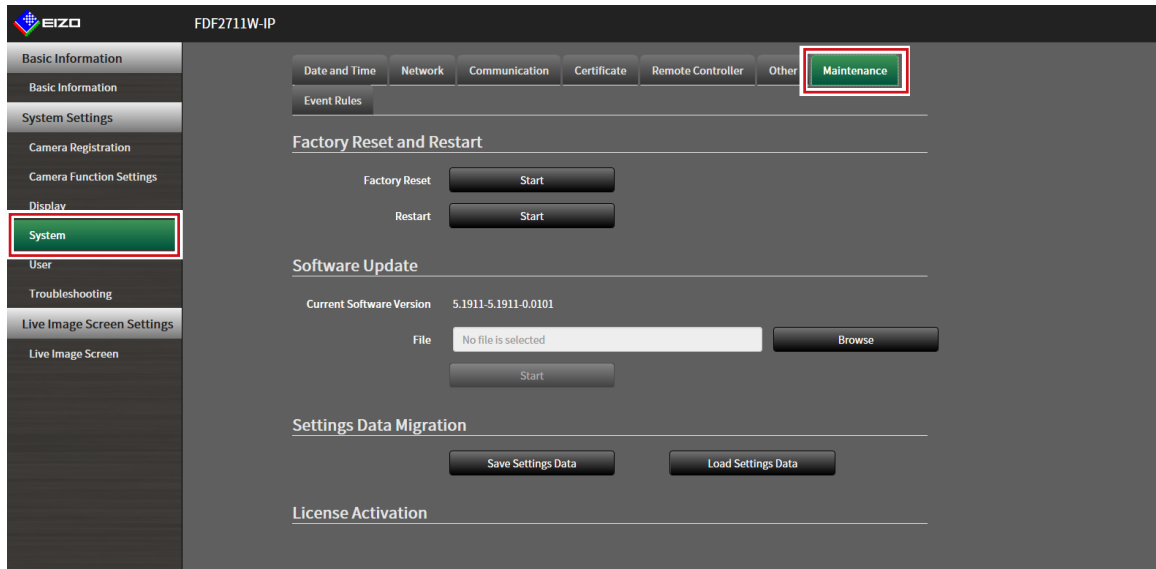 EIZO
FDF2711W-IP
Basic Information
Basic Information
System Settings
Camera Registration
Camera Function Settings
Display
System
User
Troubleshooting
Live Image Screen Settings
Live Image Screen
Date and Time Network Communication Certificate Remote Controller Other Maintenance
Event Rules
Factory Reset and Restart
Factory Reset Start
Restart Start
Software Update
Current Software Version 5.1911-5.1911-0.0101
File No file is selected Browse
Start
Settings Data Migration
Save Settings Data Load Settings Data
License Activation